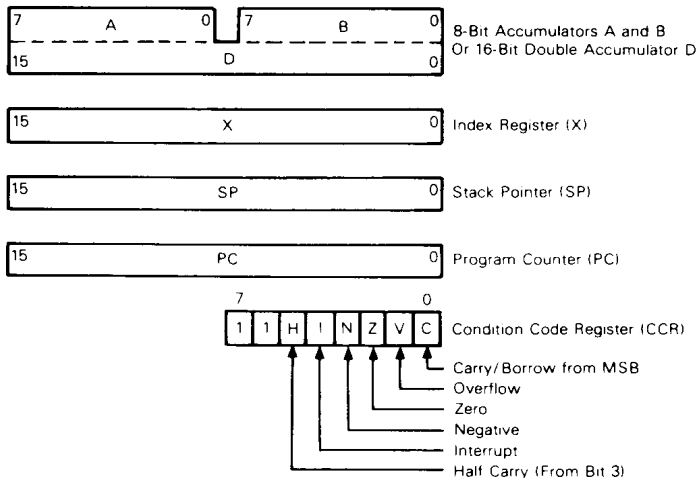 7 A 0 7 B 0
8-Bit Accumulators A and B
Or 16-Bit Double Accumulator D
15 D 0
15 X 0 Index Register (X)
15 SP 0 Stack Pointer (SP)
15 PC 0 Program Counter (PC)
7 0
1 1 H I N Z V C Condition Code Register (CCR)
Carry/Borrow from MSB
Overflow
Zero
Negative
Interrupt
Half Carry (From Bit 3)